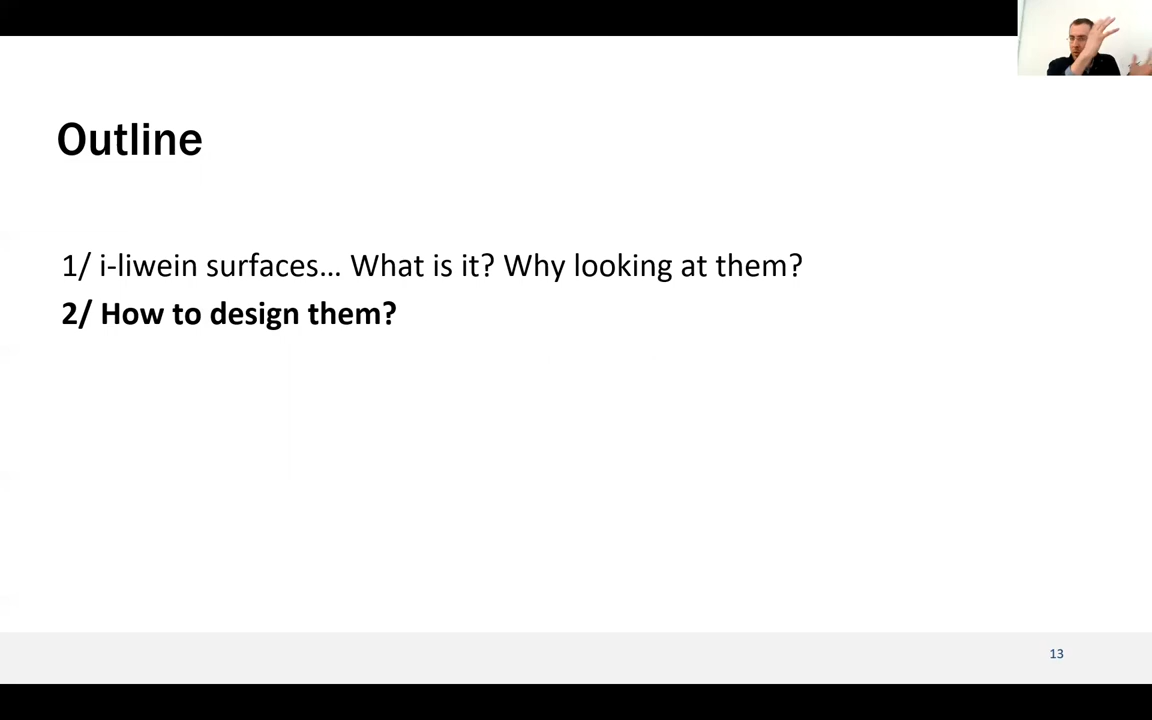 Outline
1/ i-liwein surfaces… What is it? Why looking at them?
2/ How to design them?
13